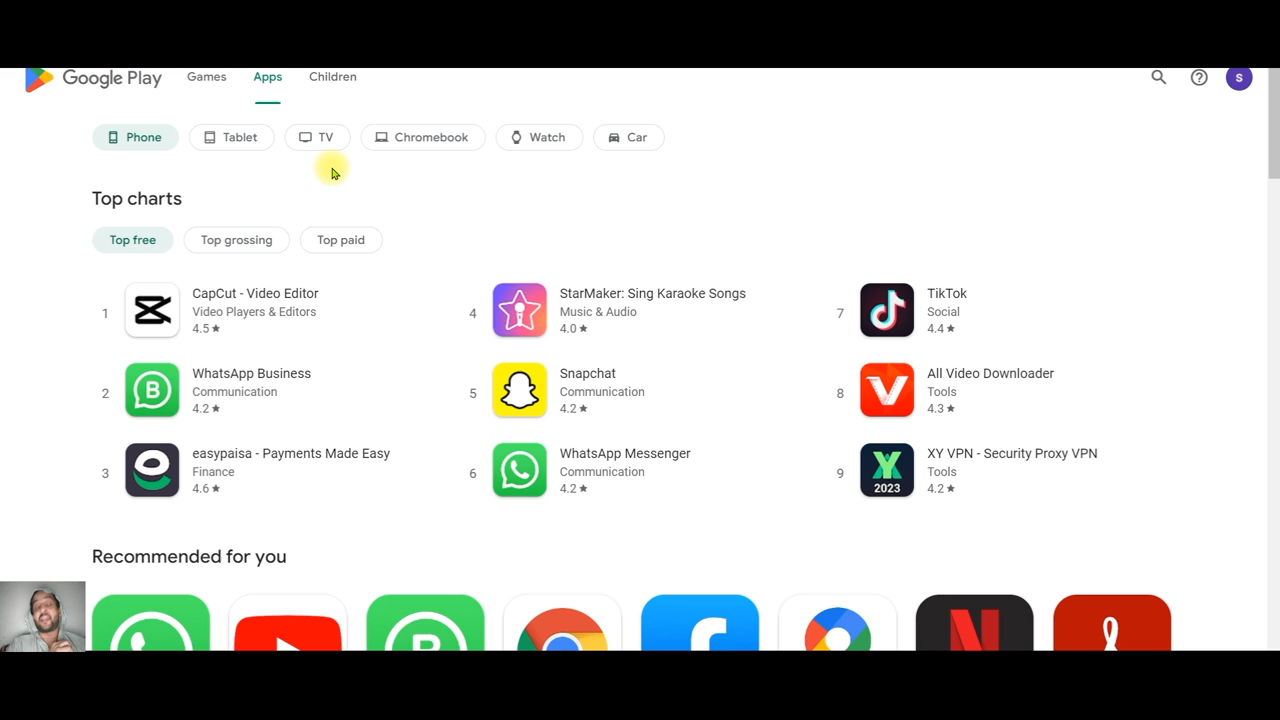 Google Play Games Apps Children S
Phone Tablet TV Chromebook Watch Car
Top charts
Top free Top grossing Top paid
1 CapCut - Video Editor
Video Players & Editors
4.5★
2 WhatsApp Business
Communication
4.2★
3 easypaisa - Payments Made Easy
Finance
4.6★
4 StarMaker: Sing Karaoke Songs
Music & Audio
4.0★
5 Snapchat
Communication
4.2★
6 WhatsApp Messenger
Communication
4.2★
7 TikTok
Social
4.4★
8 All Video Downloader
Tools
4.3★
9 XY VPN - Security Proxy VPN
Tools
2023
4.2★
Recommended for you